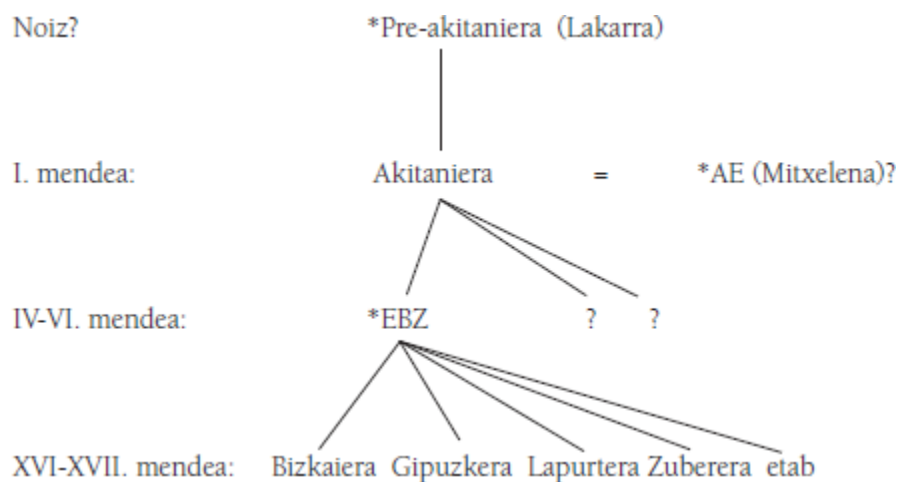 Noiz? *Pre-akitaniera (Lakarra)
I. mendea: Akitaniera = *AE (Mitxelena)?
IV-VI. mendea: *EBZ ? ?
XVI-XVII. mendea: Bizkaiera Gipuzkera Lapurtera Zuberera etab